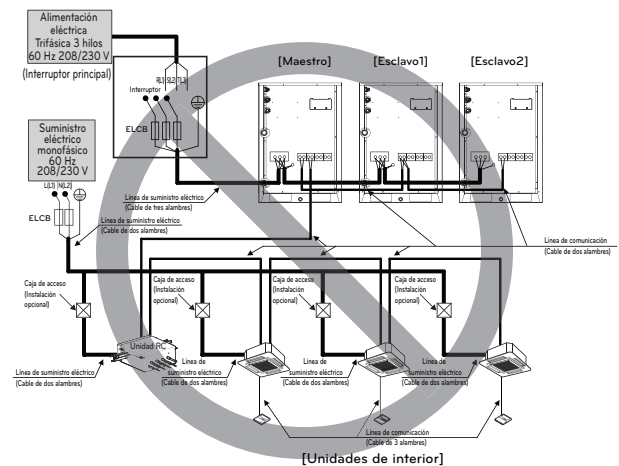 Alimentación
eléctrica
Trifásica 3 hilos
60 Hz 208/230 V
(Interruptor principal)
R(L1) S(L2) T(L3)
Interruptor
ELCB
[Maestro]
[Esclavo1]
[Esclavo2]
Suministro
eléctrico
monofásico
60 Hz
208/230 V
L(L1) N(L2)
ELCB
Línea de suministro eléctrico
(Cable de tres alambres)
Línea de suministro eléctrico
(Cable de dos alambres)
Línea de comunicación
(Cable de dos alambres)
Caja de acceso
(Instalación
opcional)
Caja de acceso
(Instalación
opcional)
Caja de acceso
(Instalación
opcional)
Caja de acceso
(Instalación
opcional)
Unidad RC
Línea de suministro eléctrico
(Cable de dos alambres)
Línea de
suministro eléctrico
(Cable de dos alambres)
Línea de
suministro eléctrico
(Cable de dos alambres)
Línea de
suministro eléctrico
(Cable de dos alambres)
Línea de comunicación
(Cable de 3 alambres)
[Unidades de interior]